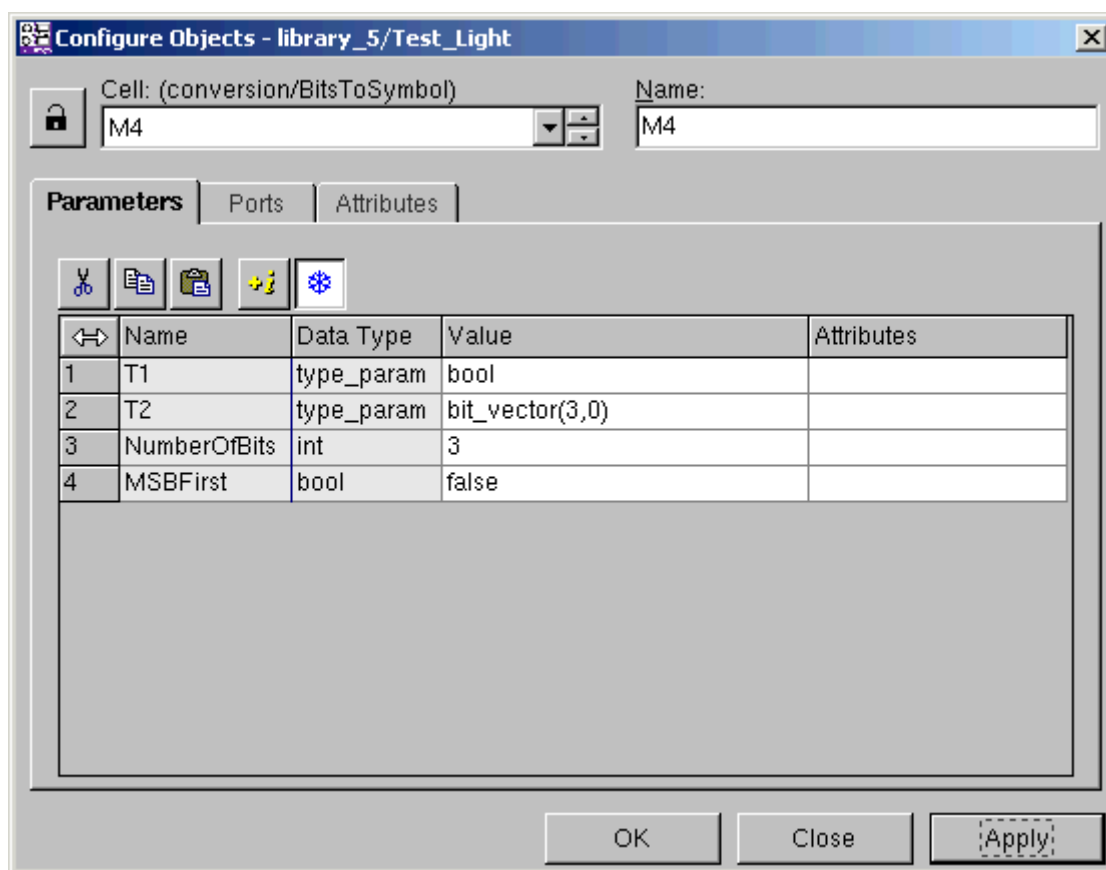 Configure Objects - library_5/Test_Light
Cell: (conversion/BitsToSymbol)
Name:
M4
M4
Parameters
Ports
Attributes
Name Data Type Value Attributes
1 T1 type_param bool
2 T2 type_param bit_vector(3,0)
3 NumberOfBits int 3
4 MSBFirst bool false
OK
Close
Apply